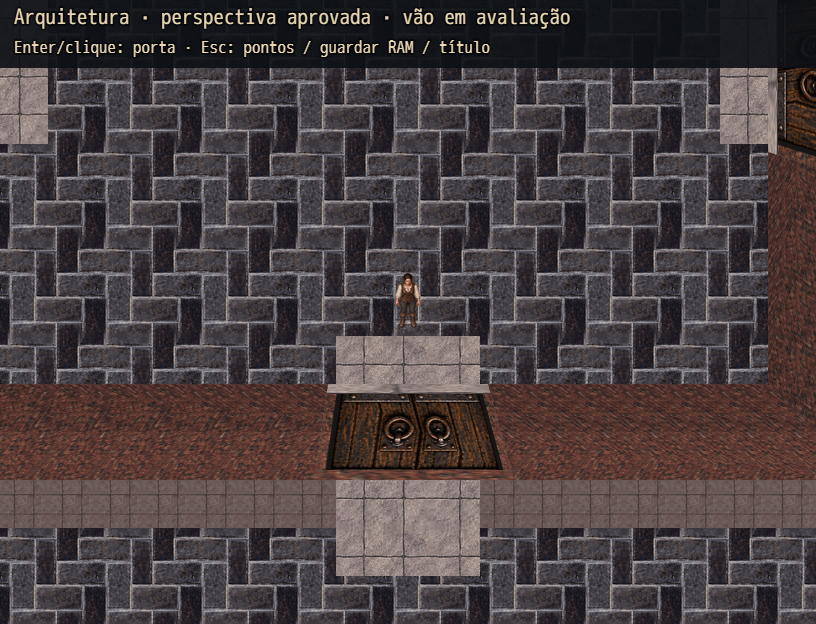 Arquitetura · perspectiva aprovada · vão em avaliação
Enter/clique: porta · Esc: pontos / guardar RAM / título